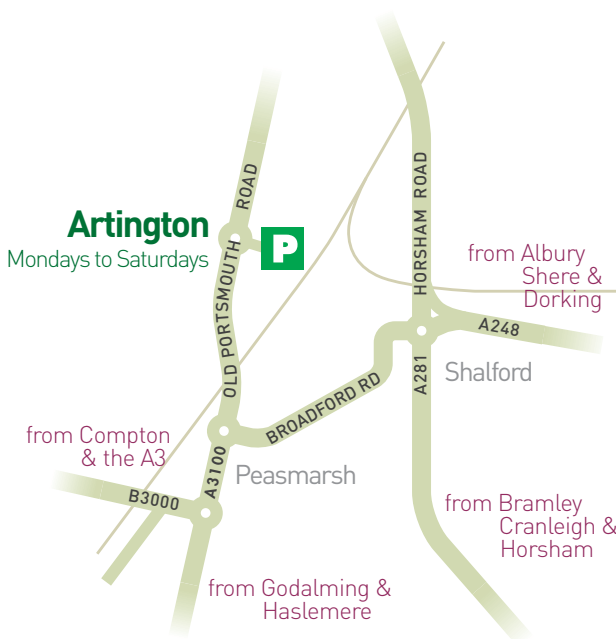 ROAD
HORSHAM ROAD
Artington
Mondays to Saturdays
P
OLD PORTSMOUTH
from Albury
Shere &
Dorking
A248
A281
Shalford
BROADFORD RD
from Compton
& the A3
A3100
Peasmarsh
B3000
from Bramley
Cranleigh &
Horsham
from Godalming &
Haslemere